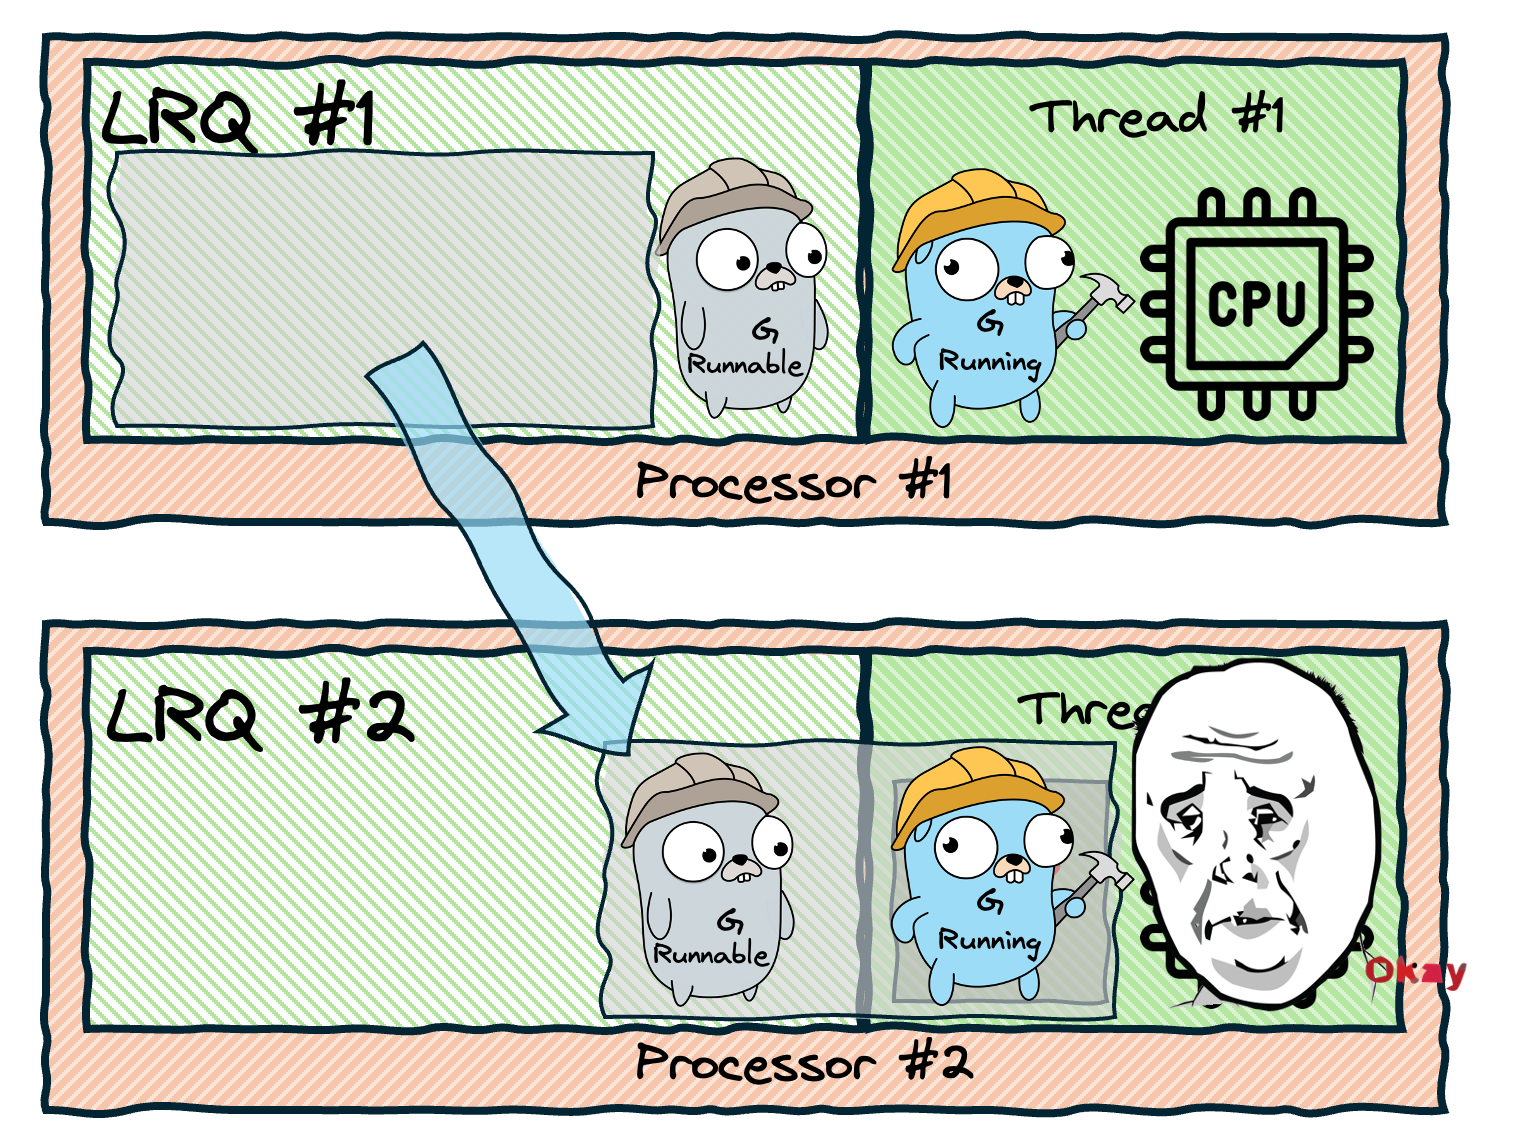 LRQ #1
Thread #1
G
Runnable
G
Running
CPU
Processor #1
LRQ #2
G
Runnable
G
Running
Okay
Processor #2